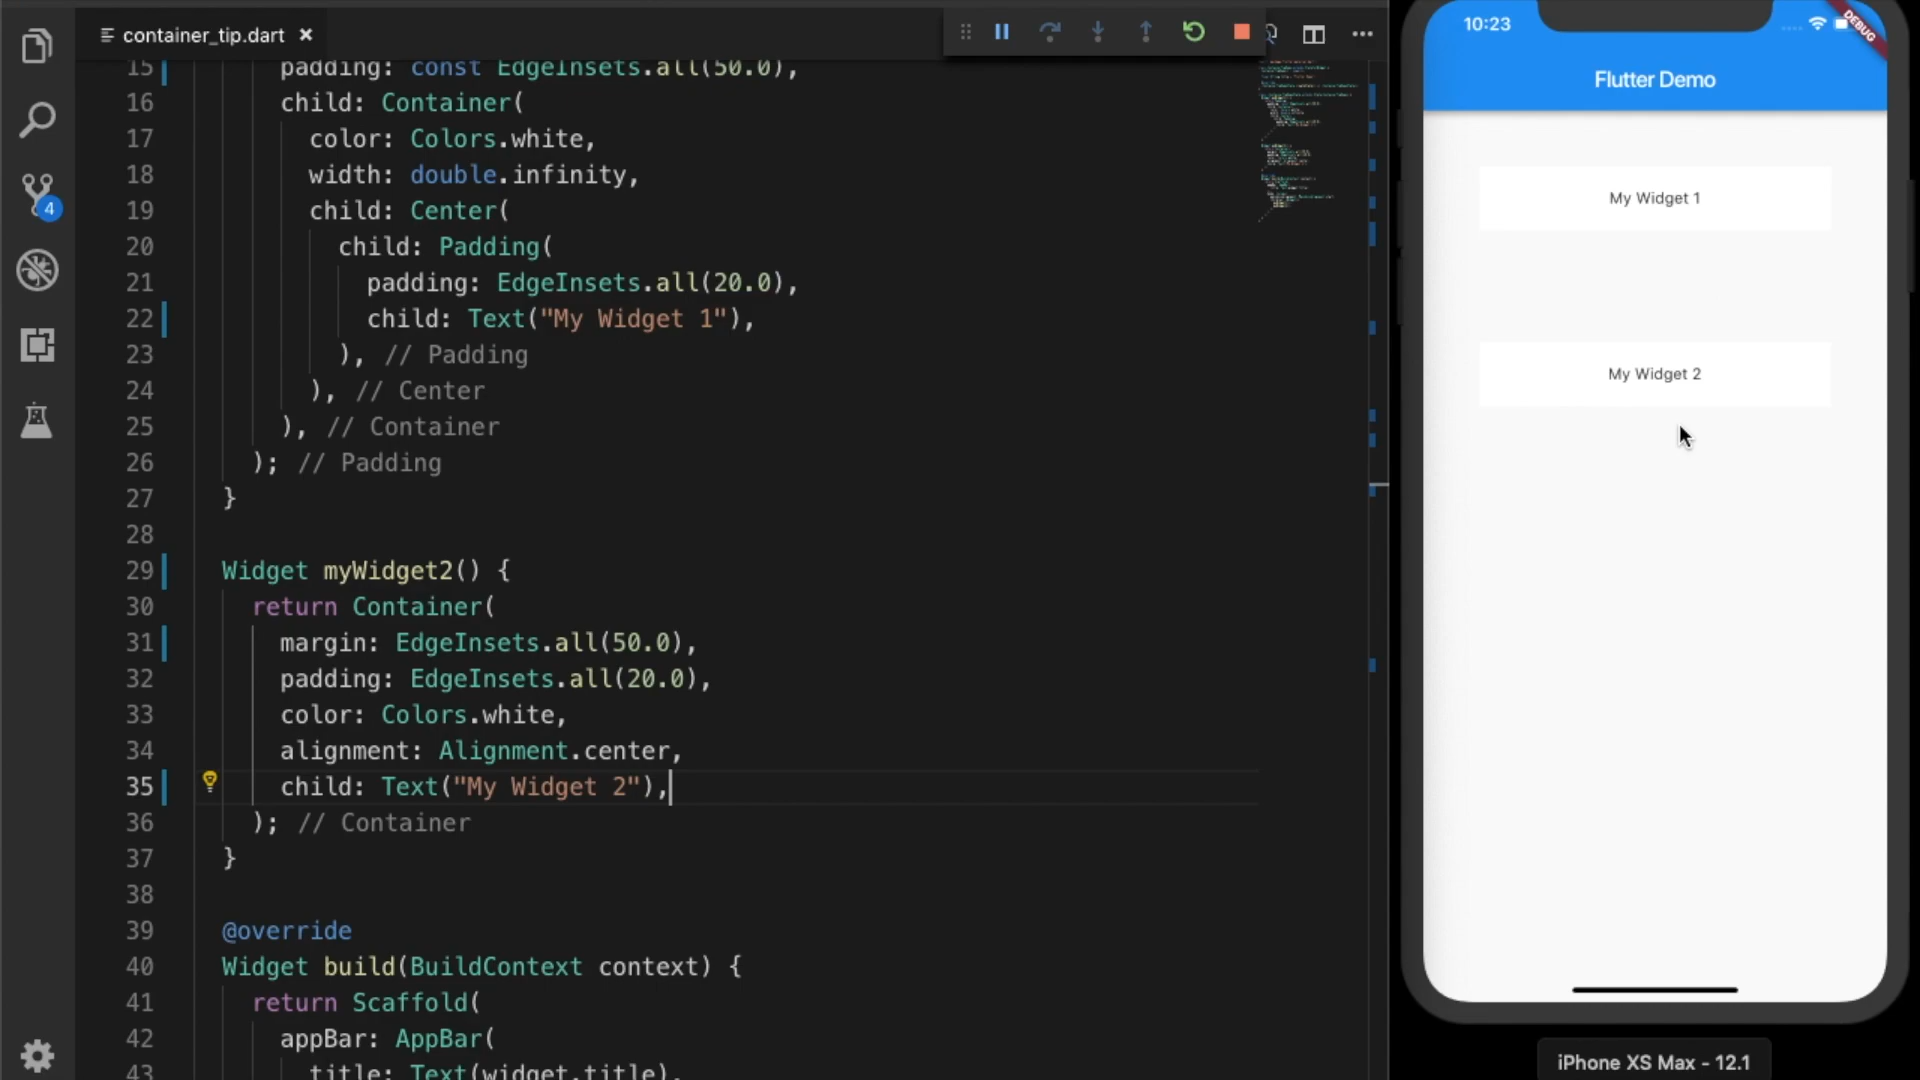 container_tip.dart
15 padding: const EdgeInsets.all(50.0),
16 child: Container(
17 color: Colors.white,
18 width: double.infinity,
19 child: Center(
20 child: Padding(
21 padding: EdgeInsets.all(20.0),
22 child: Text("My Widget 1"),
23 ), // Padding
24 ), // Center
25 ), // Container
26 ); // Padding
27 }
28
29 Widget myWidget2() {
30 return Container(
31 margin: EdgeInsets.all(50.0),
32 padding: EdgeInsets.all(20.0),
33 color: Colors.white,
34 alignment: Alignment.center,
35 child: Text("My Widget 2"),
36 ); // Container
37 }
38
39 @override
40 Widget build(BuildContext context) {
41 return Scaffold(
42 appBar: AppBar(
43 title: Text(widget.title),
4
10:23
DEBUG
Flutter Demo
My Widget 1
My Widget 2
iPhone XS Max - 12.1